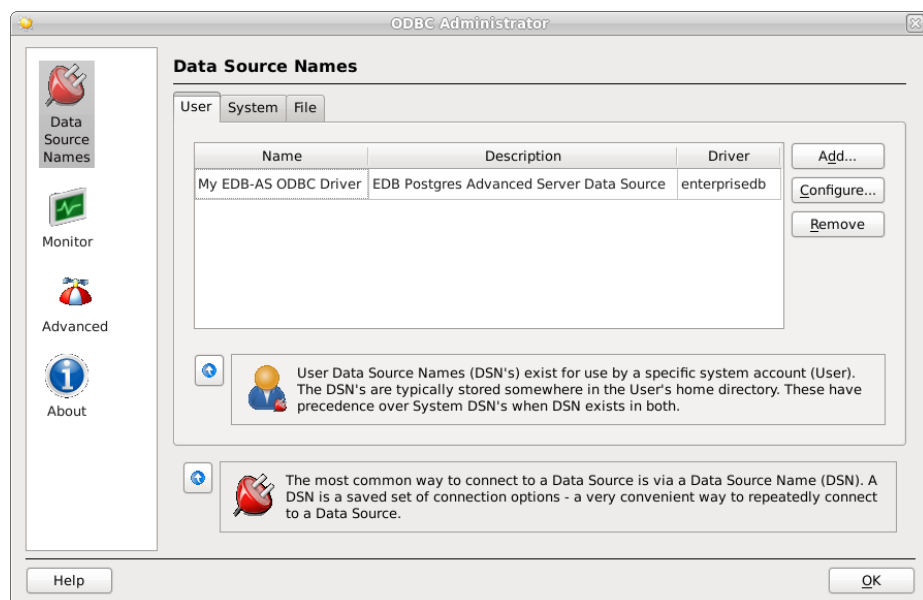 ODBC Administrator
Data
Source
Names
Monitor
Advanced
About
Data Source Names
User System File
Name Description Driver
My EDB-AS ODBC Driver EDB Postgres Advanced Server Data Source enterprisedb
Add...
Configure...
Remove
User Data Source Names (DSN's) exist for use by a specific system account (User).
The DSN's are typically stored somewhere in the User's home directory. These have
precedence over System DSN's when DSN exists in both.
The most common way to connect to a Data Source is via a Data Source Name (DSN). A
DSN is a saved set of connection options - a very convenient way to repeatedly connect
to a Data Source.
Help
OK